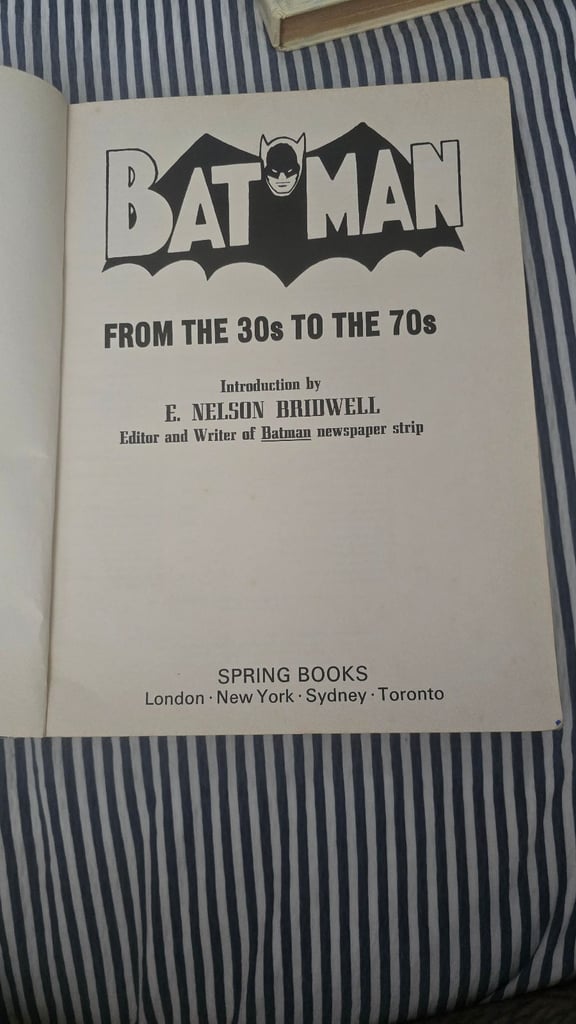 BATMAN
FROM THE 30s TO THE 70s
Introduction by
E. NELSON BRIDWELL
Editor and Writer of Batman newspaper strip
SPRING BOOKS
London · New York · Sydney · Toronto